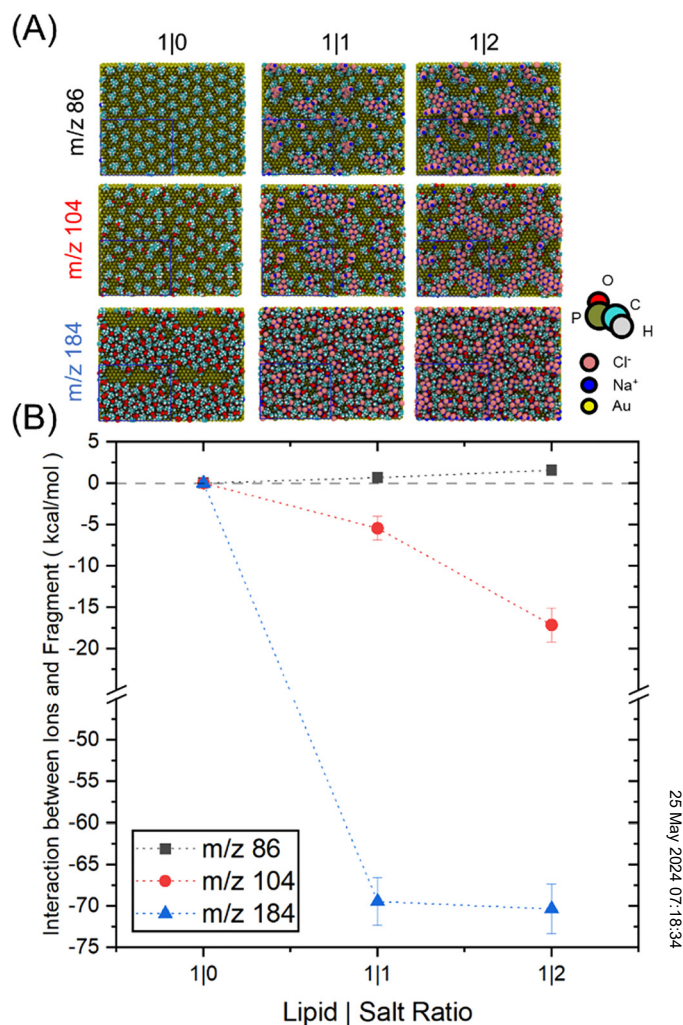 (A)
1|0 1|1 1|2
m/z 86
m/z 104
m/z 184
O
P C
H
Cl⁻
Na⁺
Au
(B)
Interaction between Ions and Fragment ( kcal/mol)
5
0
-5
-10
-15
-20
-50
-55
-60
-65
-70
-75
m/z 86
m/z 104
m/z 184
1|0 1|1 1|2
Lipid | Salt Ratio
25 May 2024 07:18:34